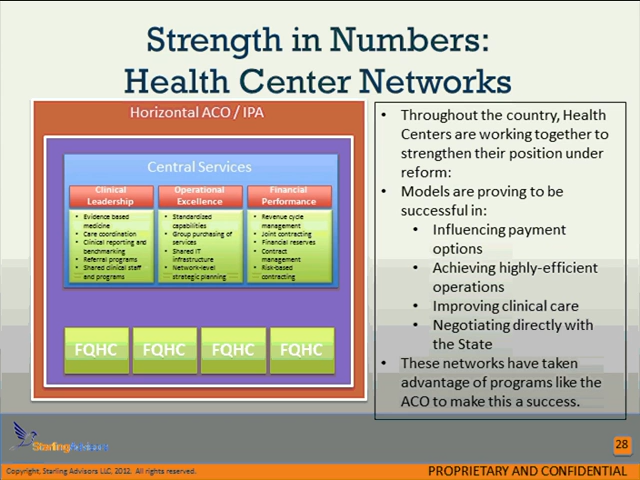 Strength in Numbers:
Health Center Networks
Horizontal ACO / IPA
Central Services
Clinical
Leadership
• Evidence based
medicine
• Care coordination
• Clinical reporting and
benchmarking
• Referral programs
• Shared clinical staff
and programs
Operational
Excellence
• Standardized
capabilities
• Group purchasing of
services
• Shared IT
infrastructure
• Network-level
strategic planning
Financial
Performance
• Revenue cycle
management
• Joint contracting
• Financial reserves
• Contract
management
• Risk-based
contracting
FQHC
FQHC
FQHC
FQHC
• Throughout the country, Health
Centers are working together to
strengthen their position under
reform:
• Models are proving to be
successful in:
• Influencing payment
options
• Achieving highly-efficient
operations
• Improving clinical care
• Negotiating directly with
the State
• These networks have taken
advantage of programs like the
ACO to make this a success.
StarlingAdvisors
28
Copyright, Starling Advisors LLC, 2012. All rights reserved.
PROPRIETARY AND CONFIDENTIAL